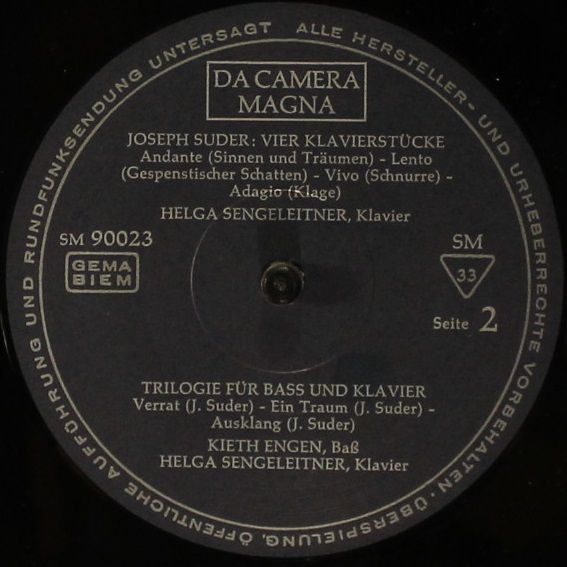 DA CAMERA
MAGNA
JOSEPH SUDER: VIER KLAVIERSTÜCKE
Andante (Sinnen und Träumen) - Lento
(Gespenstischer Schatten) - Vivo (Schnurre) -
Adagio (Klage)
HELGA SENGELEITNER, Klavier
SM 90023
GEMA
BIEM
SM
33
Seite 2
TRILOGIE FÜR BASS UND KLAVIER
Verrat (J. Suder) - Ein Traum (J. Suder) -
Ausklang (J. Suder)
KIETH ENGEN, Baß
HELGA SENGELEITNER, Klavier
ALLE HERSTELLER- UND URHEBERRECHTE VORBEHALTEN · ÜBERSPIELUNG, ÖFFENTLICHE AUFFÜHRUNG UND RUNDFUNKSENDUNG UNTERSAGT